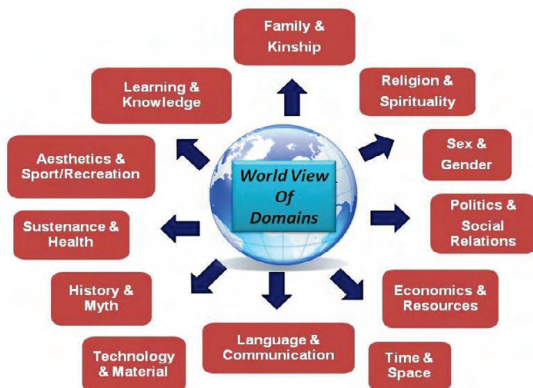 Family &
Kinship
Learning &
Knowledge
Religion &
Spirituality
Aesthetics &
Sport/Recreation
Sex &
Gender
World View
Of
Domains
Sustenance &
Health
Politics &
Social
Relations
History &
Myth
Economics &
Resources
Technology
& Material
Language &
Communication
Time &
Space